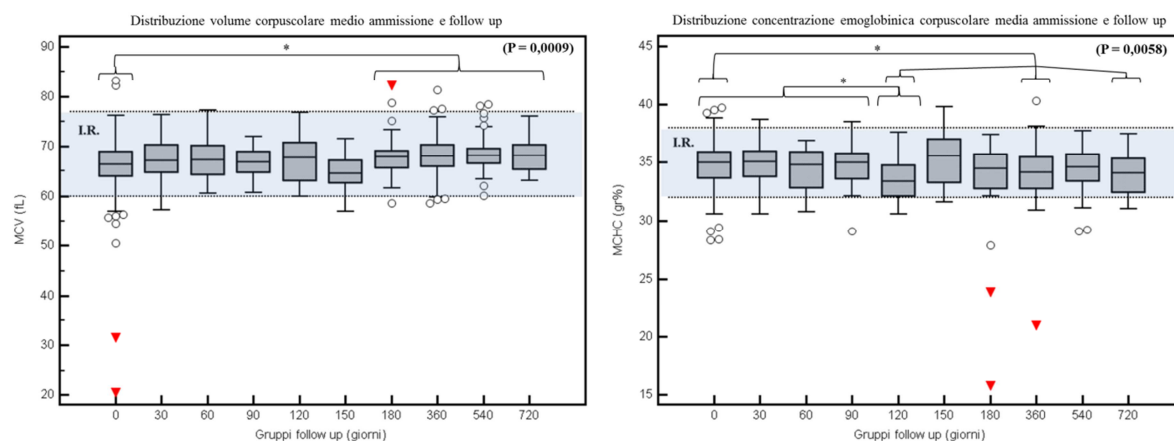 Distribuzione volume corpuscolare medio ammissione e follow up
90
80
70
60
50
40
30
20
MCV (fL)
*
(P = 0,0009)
I.R.
0 30 60 90 120 150 180 360 540 720
Gruppi follow up (giorni)
Distribuzione concentrazione emoglobinica corpuscolare media ammissione e follow up
45
40
35
30
25
20
15
MCHC (gr%)
*
(P = 0,0058)
*
I.R.
0 30 60 90 120 150 180 360 540 720
Gruppi follow up (giorni)